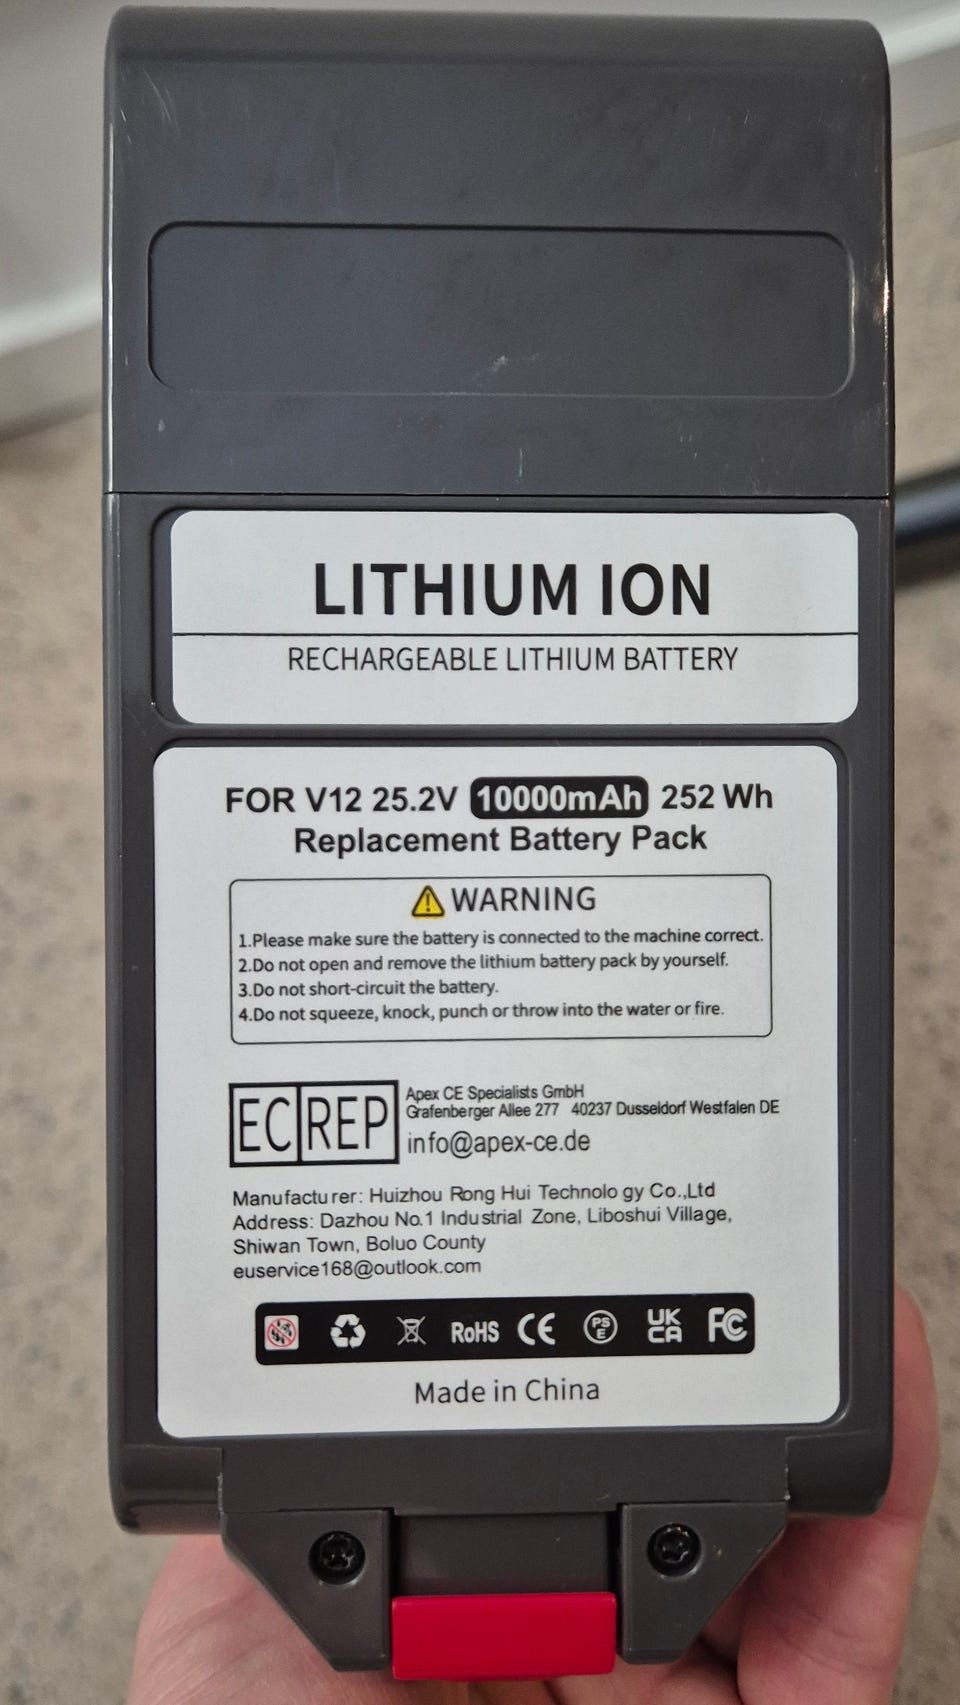 LITHIUM ION
RECHARGEABLE LITHIUM BATTERY
FOR V12 25.2V 10000mAh 252 Wh
Replacement Battery Pack
WARNING
1.Please make sure the battery is connected to the machine correct.
2.Do not open and remove the lithium battery pack by yourself.
3.Do not short-circuit the battery.
4.Do not squeeze, knock, punch or throw into the water or fire.
EC REP
Apex CE Specialists GmbH
Grafenberger Allee 277 40237 Dusseldorf Westfalen DE
info@apex-ce.de
Manufacturer: Huizhou Rong Hui Technolo gy Co.,Ltd
Address: Dazhou No.1 Industrial Zone, Liboshui Village,
Shiwan Town, Boluo County
euservice168@outlook.com
RoHS CE PS E UK CA FC
Made in China